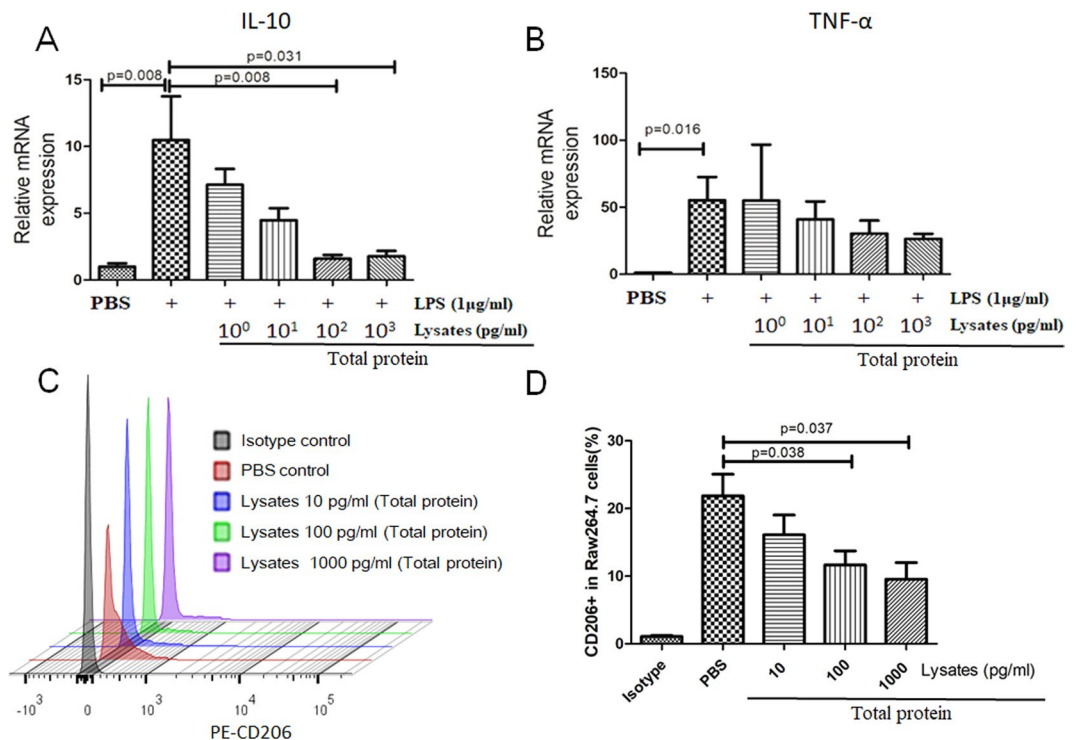 A
IL-10
p=0.031
p=0.008
p=0.008
15
10
5
0
Relative mRNA
expression
PBS + + + + + LPS (1µg/ml)
10⁰ 10¹ 10² 10³ Lysates (pg/ml)
Total protein
B
TNF-α
150
100
50
0
Relative mRNA
expression
p=0.016
PBS + + + + + LPS (1µg/ml)
10⁰ 10¹ 10² 10³ Lysates (pg/ml)
Total protein
C
Isotype control
PBS control
Lysates 10 pg/ml (Total protein)
Lysates 100 pg/ml (Total protein)
Lysates 1000 pg/ml (Total protein)
-10³ 0 10³ 10⁴ 10⁵
PE-CD206
D
p=0.037
p=0.038
30
20
10
0
CD206+ in Raw264.7 cells(%)
Isotype PBS 10 100 1000 Lysates (pg/ml)
Total protein